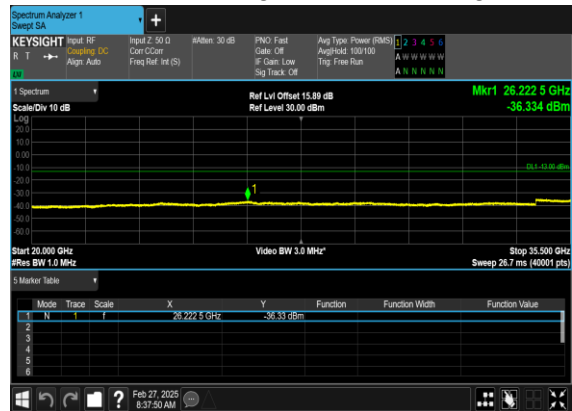 Spectrum Analyzer 1
Swept SA
+
KEYSIGHT Input: RF Input Z: 50 Ω #Atten: 30 dB PNO: Fast Avg Type: Power (RMS) 1 2 3 4 5 6
R T Coupling: DC Corr CCorr Gate: Off Avg|Hold: 100/100 A W W W W W
Align: Auto Freq Ref: Int (S) IF Gain: Low Trig: Free Run
LW Sig Track: Off A N N N N N
1 Spectrum Ref Lvl Offset 15.89 dB Mkr1 26.222 5 GHz
Scale/Div 10 dB Ref Level 30.00 dBm -36.334 dBm
Log
20.0
10.0
0.00
-10.0 DL1 -13.00 dBm
-20.0
-30.0 1
-40.0
-50.0
-60.0
Start 20.000 GHz Video BW 3.0 MHz* Stop 35.500 GHz
#Res BW 1.0 MHz Sweep 26.7 ms (40001 pts)
5 Marker Table
Mode Trace Scale X Y Function Function Width Function Value
1 N 1 f 26.222 5 GHz -36.33 dBm
2
3
4
5
6
? Feb 27, 2025
8:37:50 AM